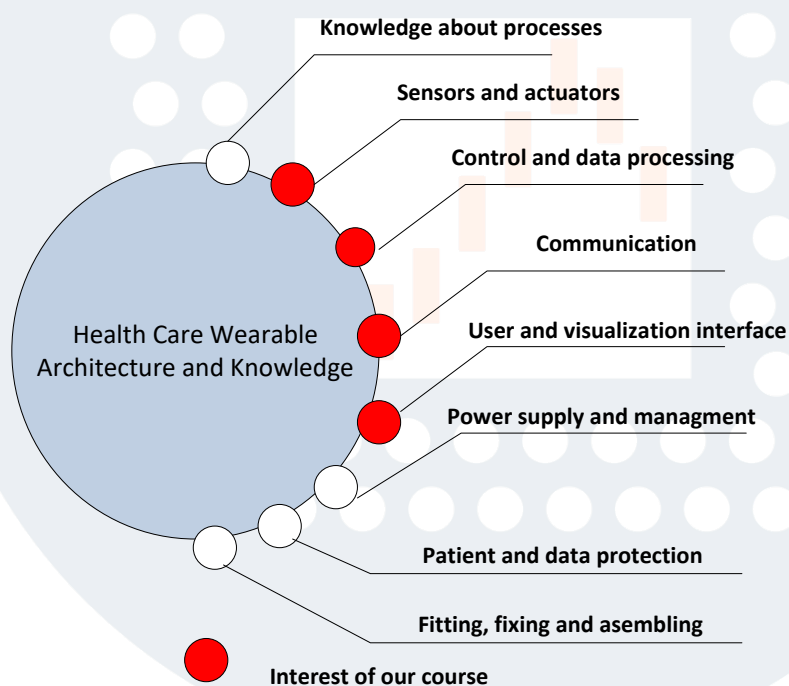 Knowledge about processes
Sensors and actuators
Control and data processing
Communication
User and visualization interface
Health Care Wearable
Architecture and Knowledge
Power supply and managment
Patient and data protection
Fitting, fixing and asembling
Interest of our course